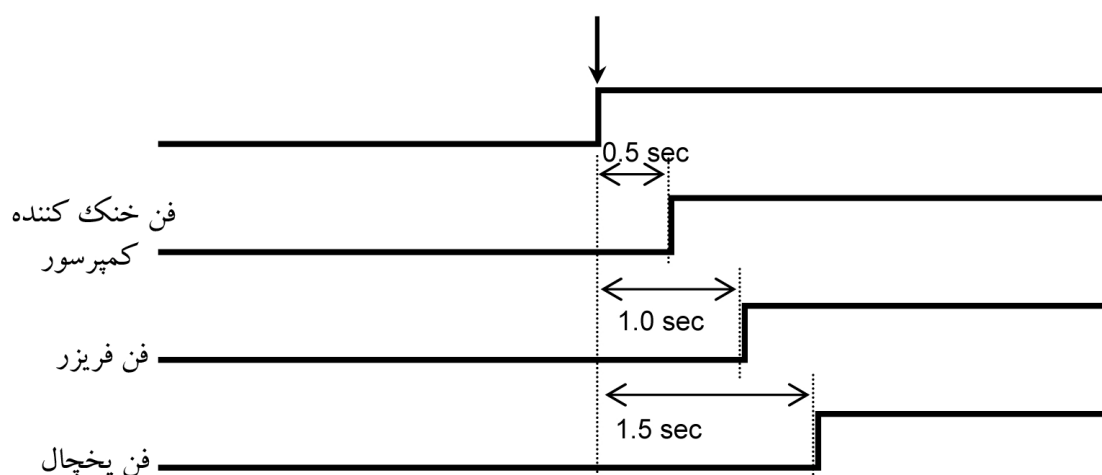 0.5 sec
فن خنک کننده
کمپرسور
1.0 sec
فن فریزر
1.5 sec
فن یخچال